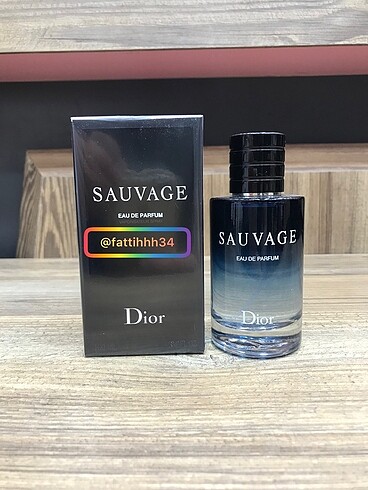 SAUVAGE
EAU DE PARFUM
@fattihhh34
Dior
SAUVAGE
EAU DE PARFUM
Dior